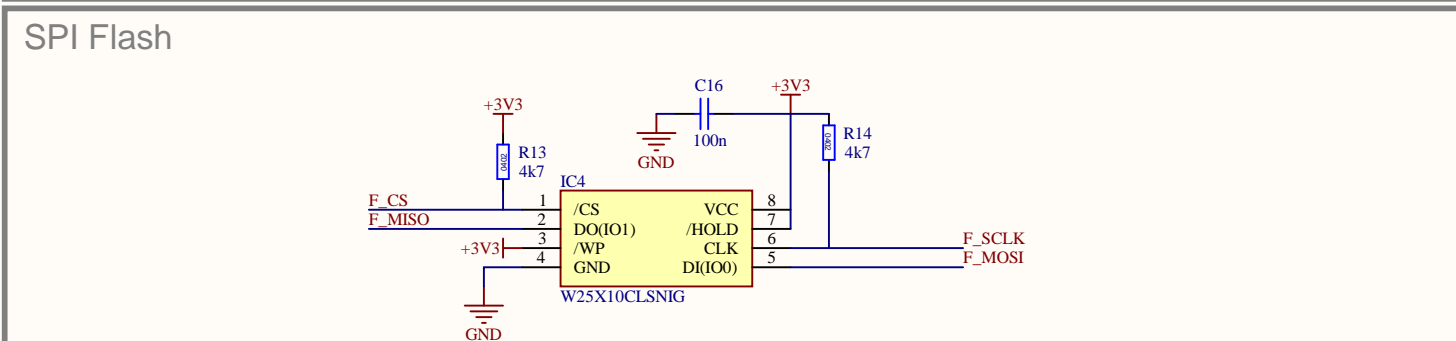 SPI Flash
C16
+3V3
+3V3
100n
GND
R13
4k7
0402
R14
4k7
0402
IC4
F_CS
1
/CS
VCC
8
F_MISO
2
DO(IO1)
/HOLD
7
+3V3
3
/WP
CLK
6
F_SCLK
4
GND
DI(IO0)
5
F_MOSI
W25X10CLSNIG
GND